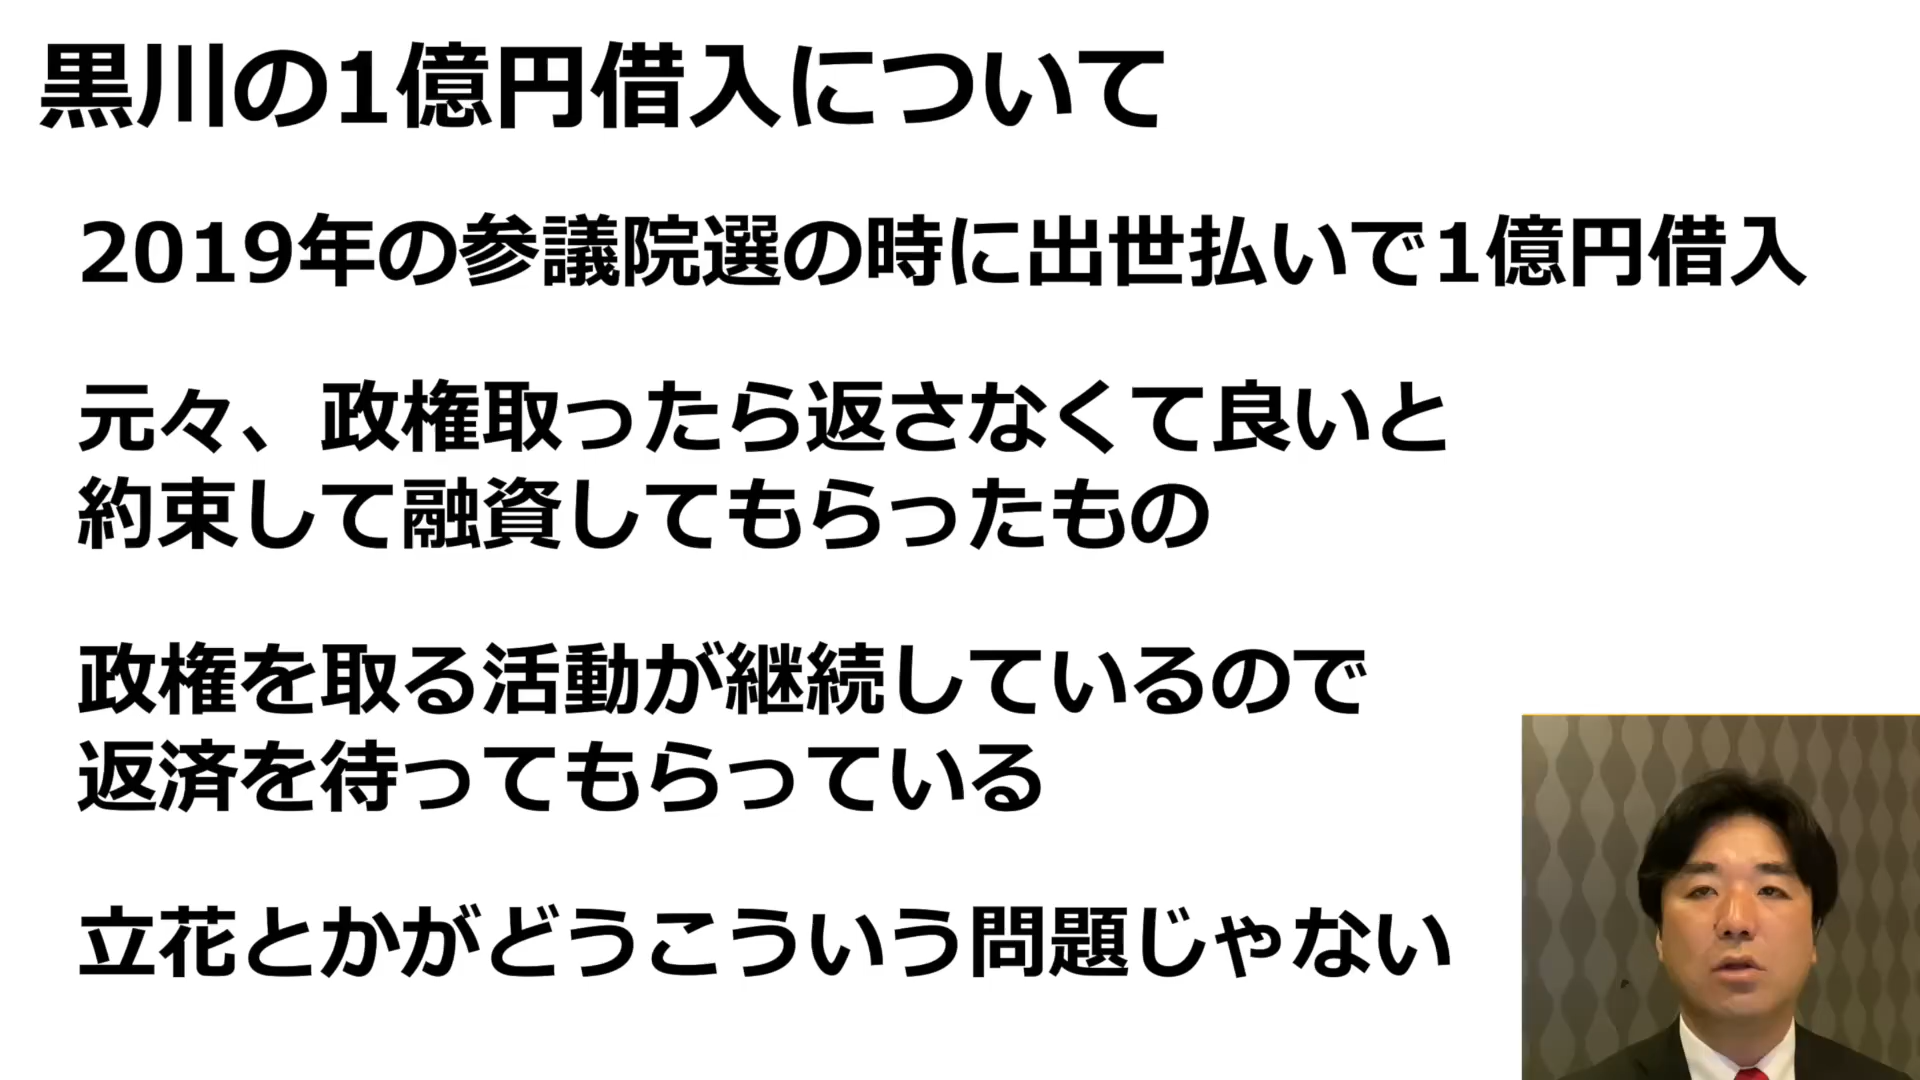 黒川の1億円借入について
2019年の参議院選の時に出世払いで1億円借入
元々、政権取ったら返さなくて良いと
約束して融資してもらったもの
政権を取る活動が継続しているので
返済を待ってもらっている
立花とかがどうこういう問題じゃない